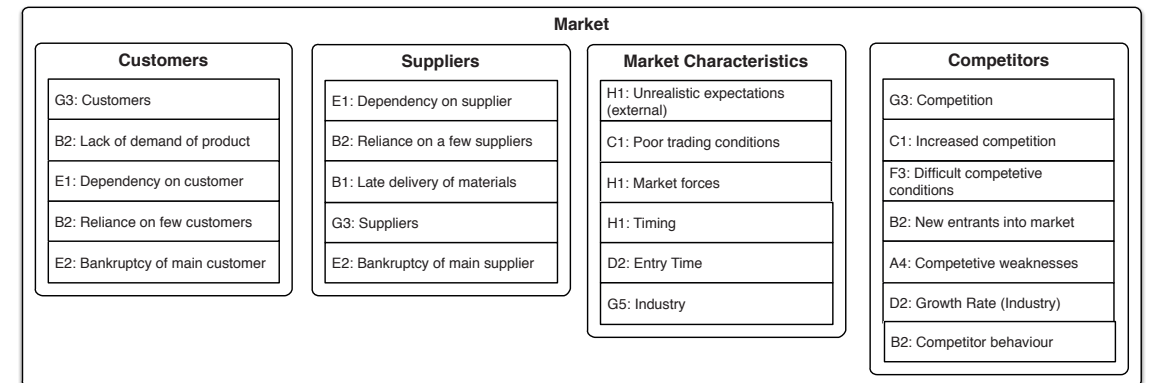 Market
Customers
G3: Customers
B2: Lack of demand of product
E1: Dependency on customer
B2: Reliance on few customers
E2: Bankruptcy of main customer
Suppliers
E1: Dependency on supplier
B2: Reliance on a few suppliers
B1: Late delivery of materials
G3: Suppliers
E2: Bankruptcy of main supplier
Market Characteristics
H1: Unrealistic expectations
(external)
C1: Poor trading conditions
H1: Market forces
H1: Timing
D2: Entry Time
G5: Industry
Competitors
G3: Competition
C1: Increased competition
F3: Difficult competetive
conditions
B2: New entrants into market
A4: Competetive weaknesses
D2: Growth Rate (Industry)
B2: Competitor behaviour